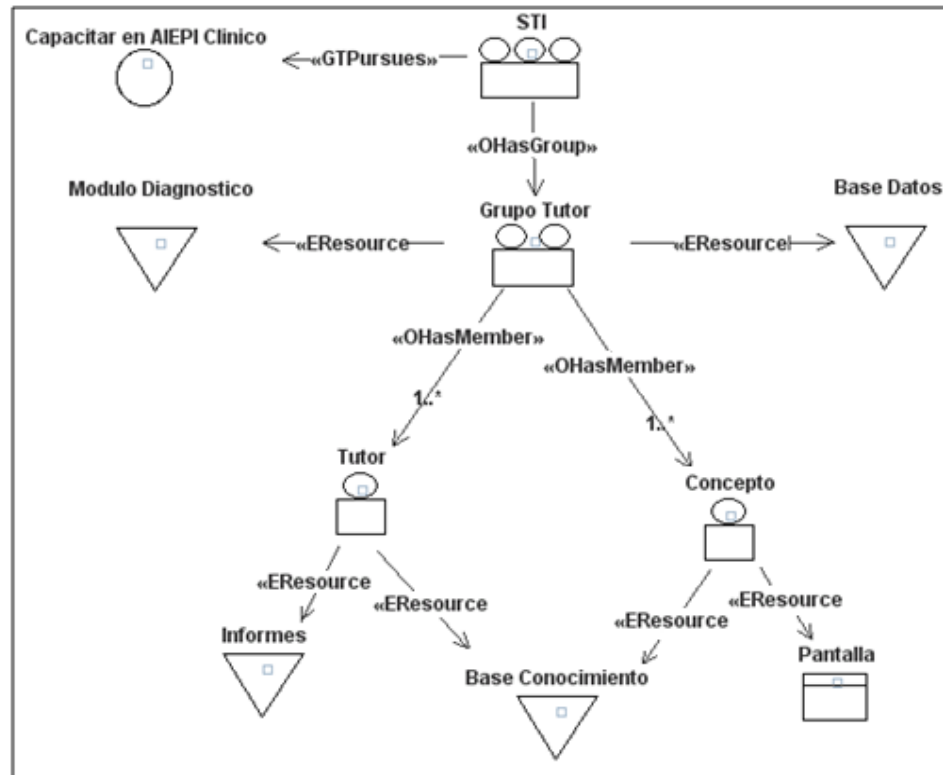 STI
Capacitar en AIEPI Clinico
«GTPursues»
«OHasGroup»
Modulo Diagnostico
Base Datos
Grupo Tutor
«EResource
«EResource
«OHasMember»
«OHasMember»
1..*
1..*
Tutor
Concepto
«EResource
«EResource
«EResource
«EResource
Informes
Base Conocimiento
Pantalla